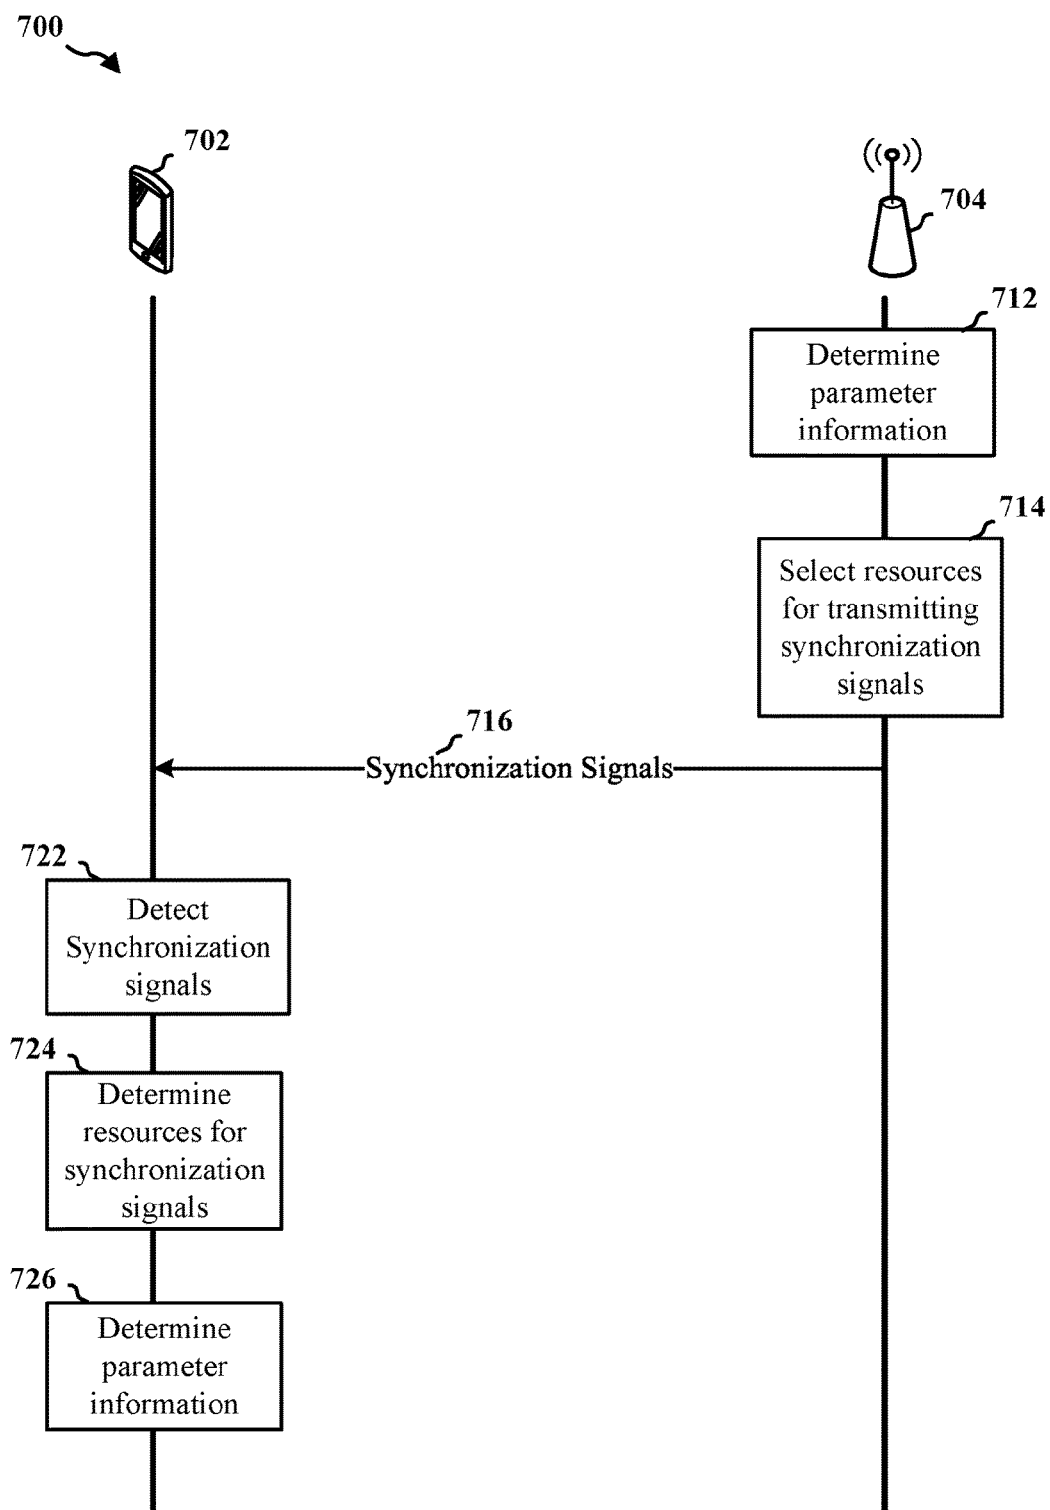 700
702
704
712
Determine
parameter
information
714
Select resources
for transmitting
synchronization
signals
716
Synchronization Signals
722
Detect
Synchronization
signals
724
Determine
resources for
synchronization
signals
726
Determine
parameter
information